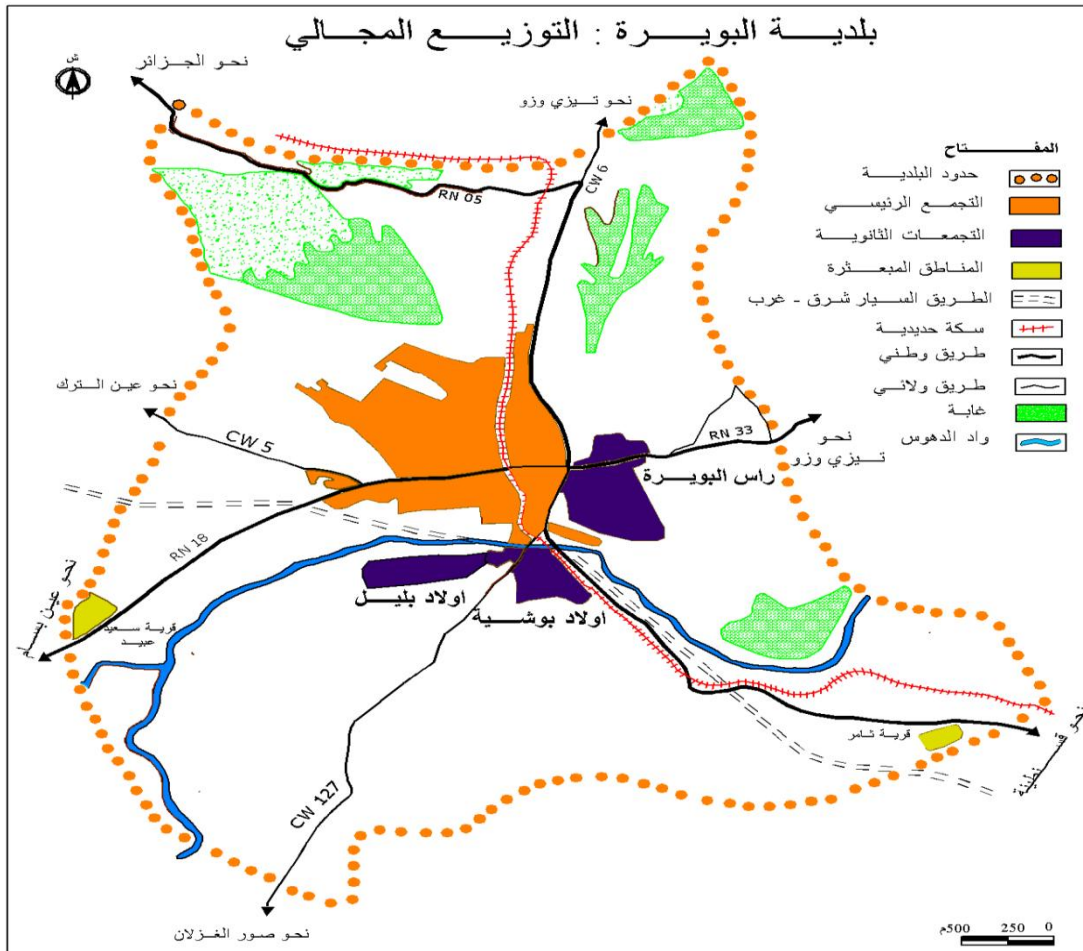 بلدية البويرة : التوزيع المجالي
ش
نحو الجزائر
نحو تيزي وزو
المفتاح
حدود البلدية
التجمع الرئيسي
التجمعات الثانوية
المناطق المبعثرة
الطريق السيار شرق - غرب
سكة حديدية
طريق وطني
طريق ولائي
غابة
واد الدهوس
RN 05
CW 6
نحو عين الترك
CW 5
RN 33
نحو
تيزي وزو
راس البويرة
RN 18
اولاد بليل
اولاد بوشية
نحو عين بسام
قرية سعيد
عبيد
قرية ثامر
نحو قسنطينة
CW 127
نحو صور الغزلان
500م 250 0